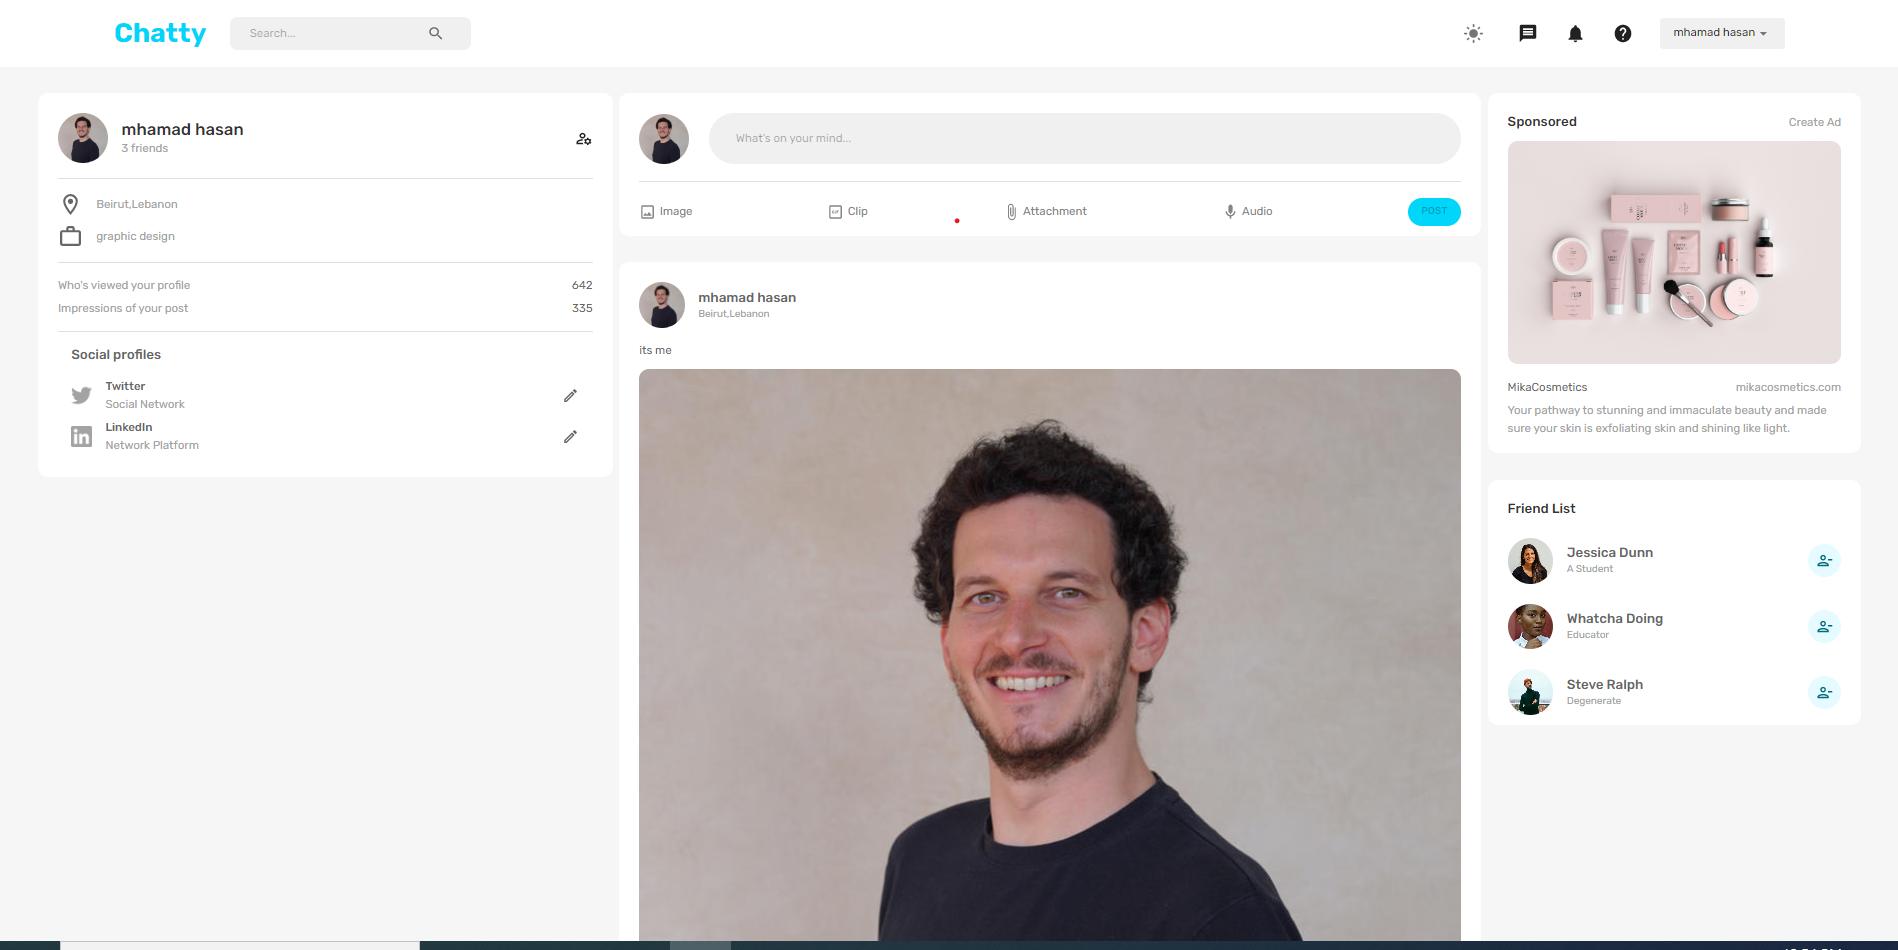 Chatty
Search...
mhamad hasan
mhamad hasan
3 friends
Beirut,Lebanon
graphic design
Who's viewed your profile 642
Impressions of your post 335
Social profiles
Twitter
Social Network
LinkedIn
Network Platform
What's on your mind...
Image Clip Attachment Audio POST
mhamad hasan
Beirut,Lebanon
its me
Sponsored Create Ad
MikaCosmetics mikacosmetics.com
Your pathway to stunning and immaculate beauty and made
sure your skin is exfoliating skin and shining like light.
Friend List
Jessica Dunn
A Student
Whatcha Doing
Educator
Steve Ralph
Degenerate